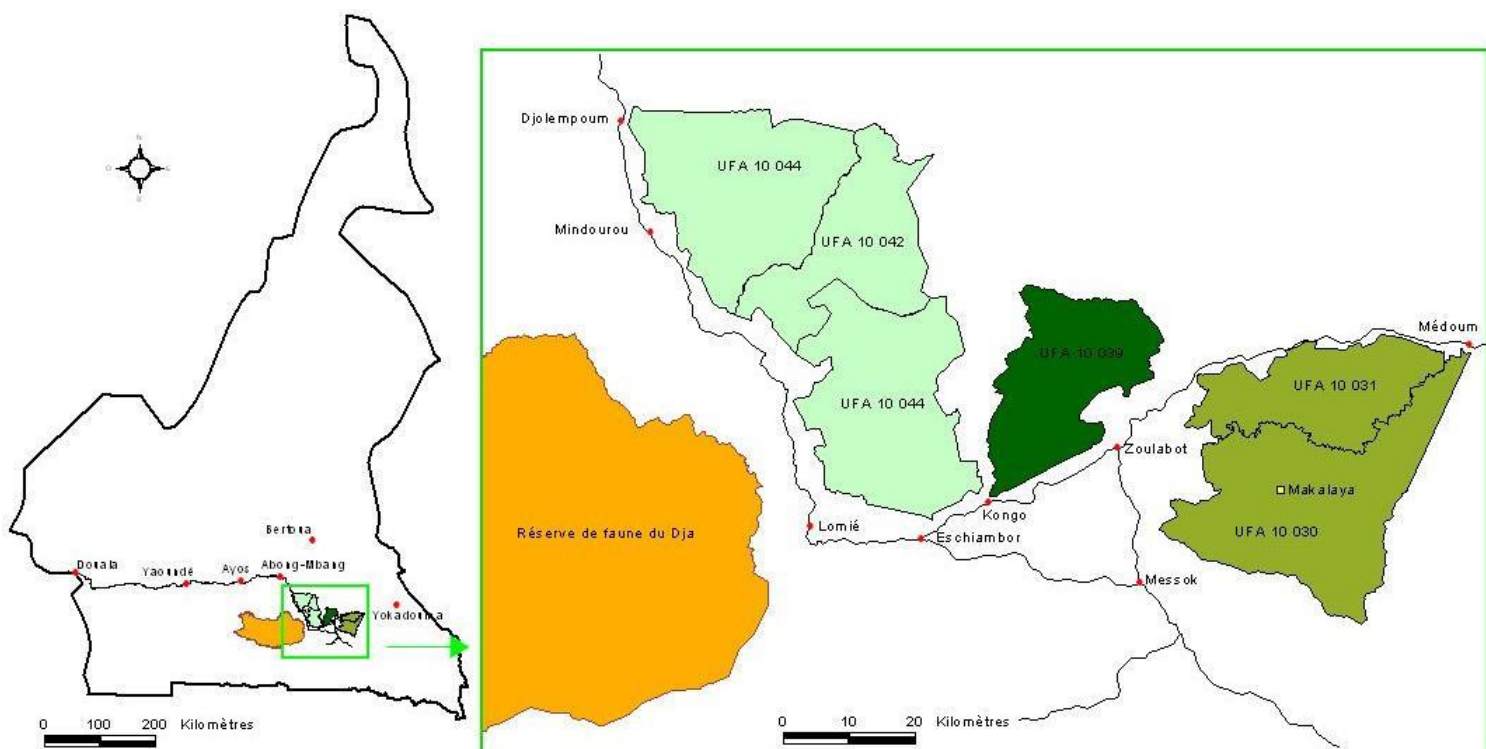 N
O
E
S
Bertoua
Douala
Yaoundé
Ayos
Abong-Mbang
Yokadouma
0 100 200 Kilomètres
Djolempoum
UFA 10 044
Mindourou
UFA 10 042
Médoum
UFA 10 039
UFA 10 031
UFA 10 044
Zoulabot
Makalaya
Kongo
Lomié
Eschiambor
Réserve de faune du Dja
UFA 10 030
Messok
0 10 20 Kilomètres